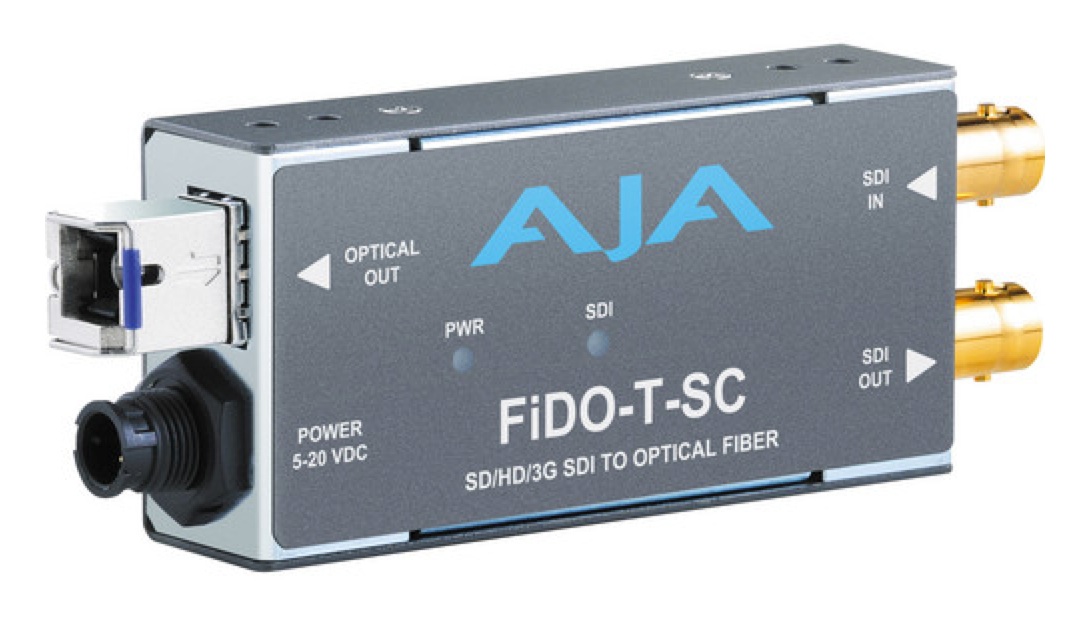 AJA
SDI
IN
OPTICAL
OUT
PWR
SDI
SDI
OUT
FiDO-T-SC
POWER
5-20 VDC
SD/HD/3G SDI TO OPTICAL FIBER